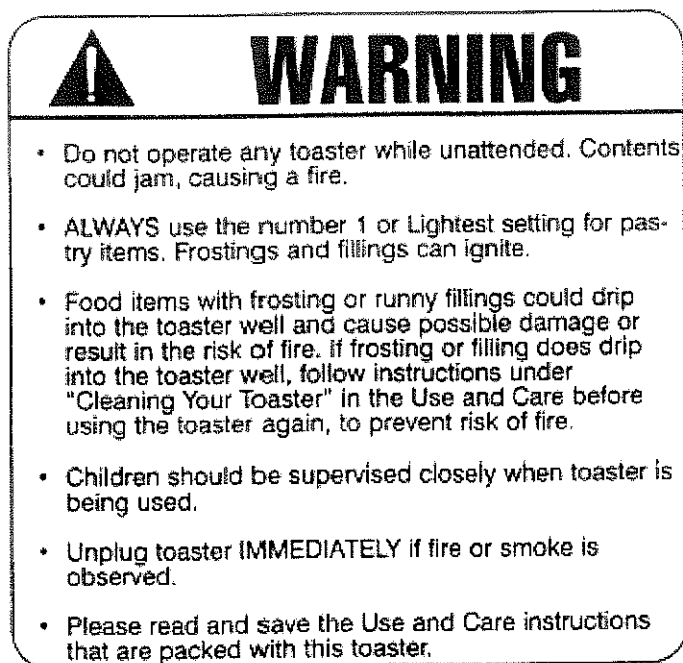 WARNING
• Do not operate any toaster while unattended. Contents
could jam, causing a fire.
• ALWAYS use the number 1 or Lightest setting for pas-
try items. Frostings and fillings can ignite.
• Food items with frosting or runny fillings could drip
into the toaster well and cause possible damage or
result in the risk of fire. If frosting or filling does drip
into the toaster well, follow instructions under
"Cleaning Your Toaster" in the Use and Care before
using the toaster again, to prevent risk of fire.
• Children should be supervised closely when toaster is
being used.
• Unplug toaster IMMEDIATELY if fire or smoke is
observed.
• Please read and save the Use and Care instructions
that are packed with this toaster.